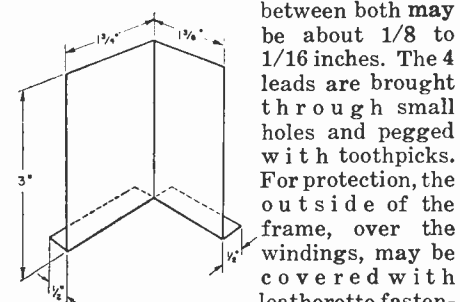 1³/₄"
1³/₈"
3"
½"
½"
between both may
be about 1/8 to
1/16 inches. The 4
leads are brought
through small
holes and pegged
with toothpicks.
For protection, the
outside of the
frame, over the
windings, may be
covered with
leatherette fasten-